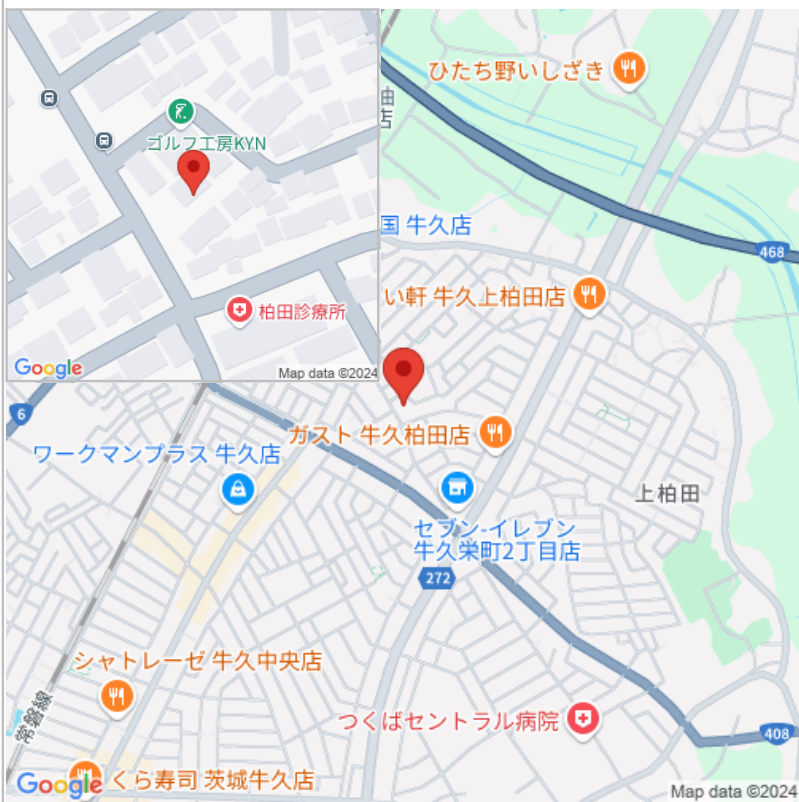 ゴルフ工房KYN
柏田診療所
Google
Map data ©2024
ひたち野いしざき
国 牛久店
468
い軒 牛久上柏田店
6
ガスト 牛久柏田店
ワークマンプラス 牛久店
上柏田
セブン-イレブン
牛久栄町2丁目店
272
シャトレーゼ 牛久中央店
常磐線
つくばセントラル病院
408
くら寿司 茨城牛久店
Google
Map data ©2024